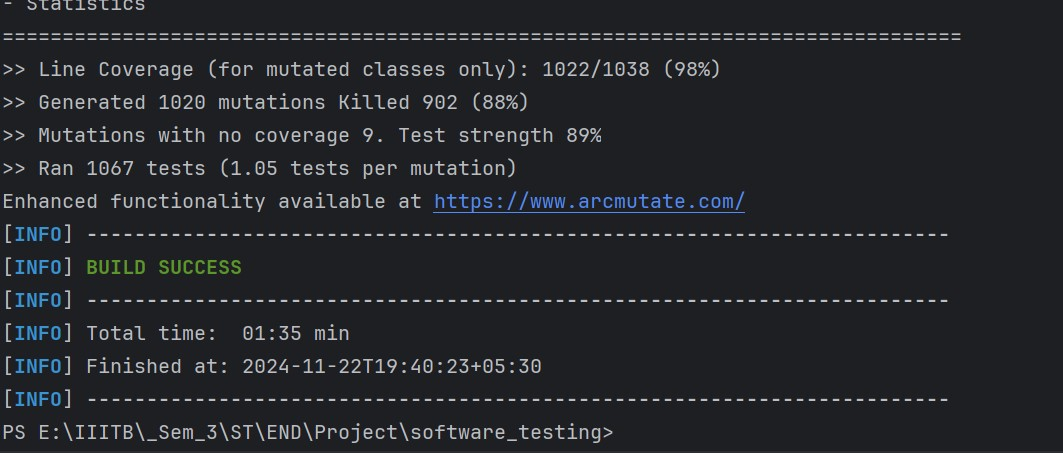 - Statistics
================================================================================
>> Line Coverage (for mutated classes only): 1022/1038 (98%)
>> Generated 1020 mutations Killed 902 (88%)
>> Mutations with no coverage 9. Test strength 89%
>> Ran 1067 tests (1.05 tests per mutation)
Enhanced functionality available at https://www.arcmutate.com/
[INFO] ------------------------------------------------------------------------
[INFO] BUILD SUCCESS
[INFO] ------------------------------------------------------------------------
[INFO] Total time:  01:35 min
[INFO] Finished at: 2024-11-22T19:40:23+05:30
[INFO] ------------------------------------------------------------------------
PS E:\IIITB\_Sem_3\ST\END\Project\software_testing>